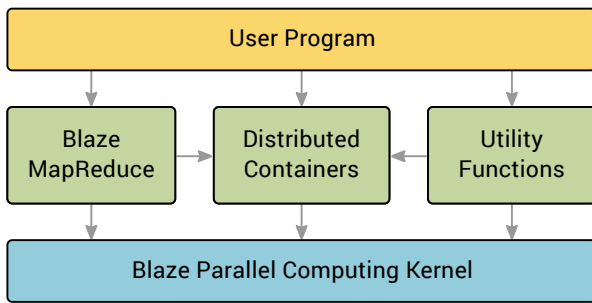 User Program
Blaze
MapReduce
Distributed
Containers
Utility
Functions
Blaze Parallel Computing Kernel